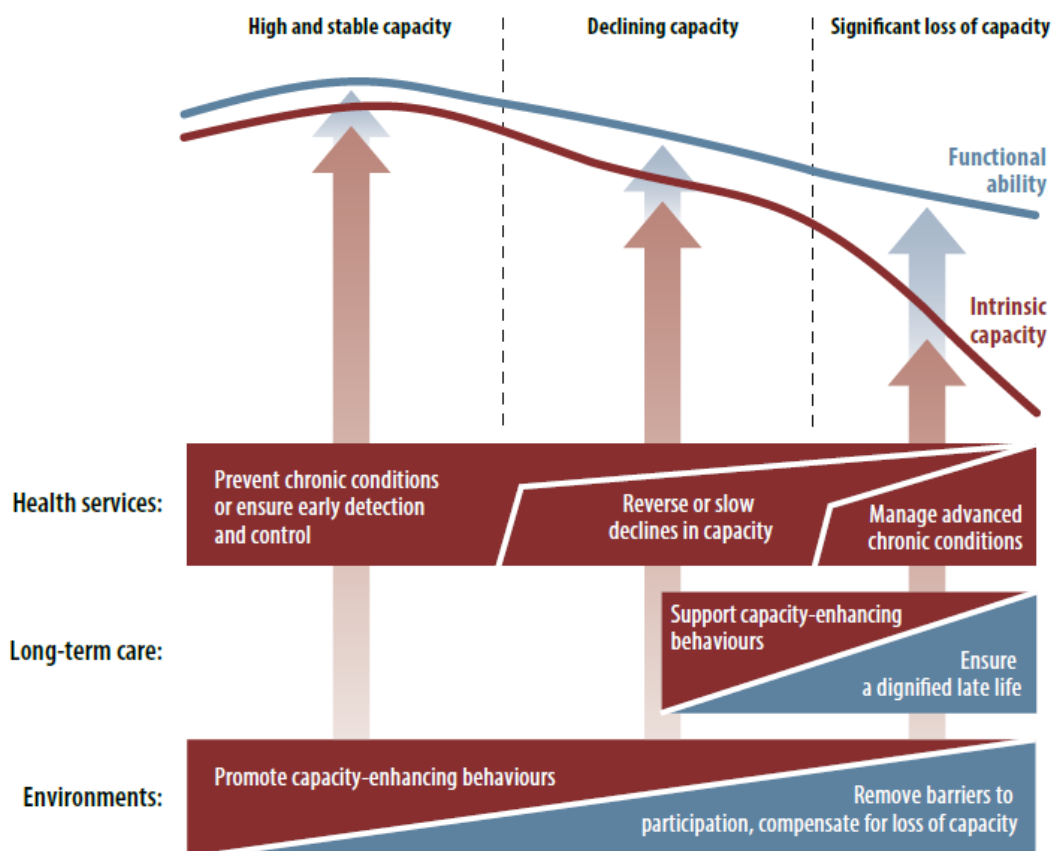 High and stable capacity
Declining capacity
Significant loss of capacity
Functional
ability
Intrinsic
capacity
Health services:
Prevent chronic conditions
or ensure early detection
and control
Reverse or slow
declines in capacity
Manage advanced
chronic conditions
Long-term care:
Support capacity-enhancing
behaviours
Ensure
a dignified late life
Environments:
Promote capacity-enhancing behaviours
Remove barriers to
participation, compensate for loss of capacity